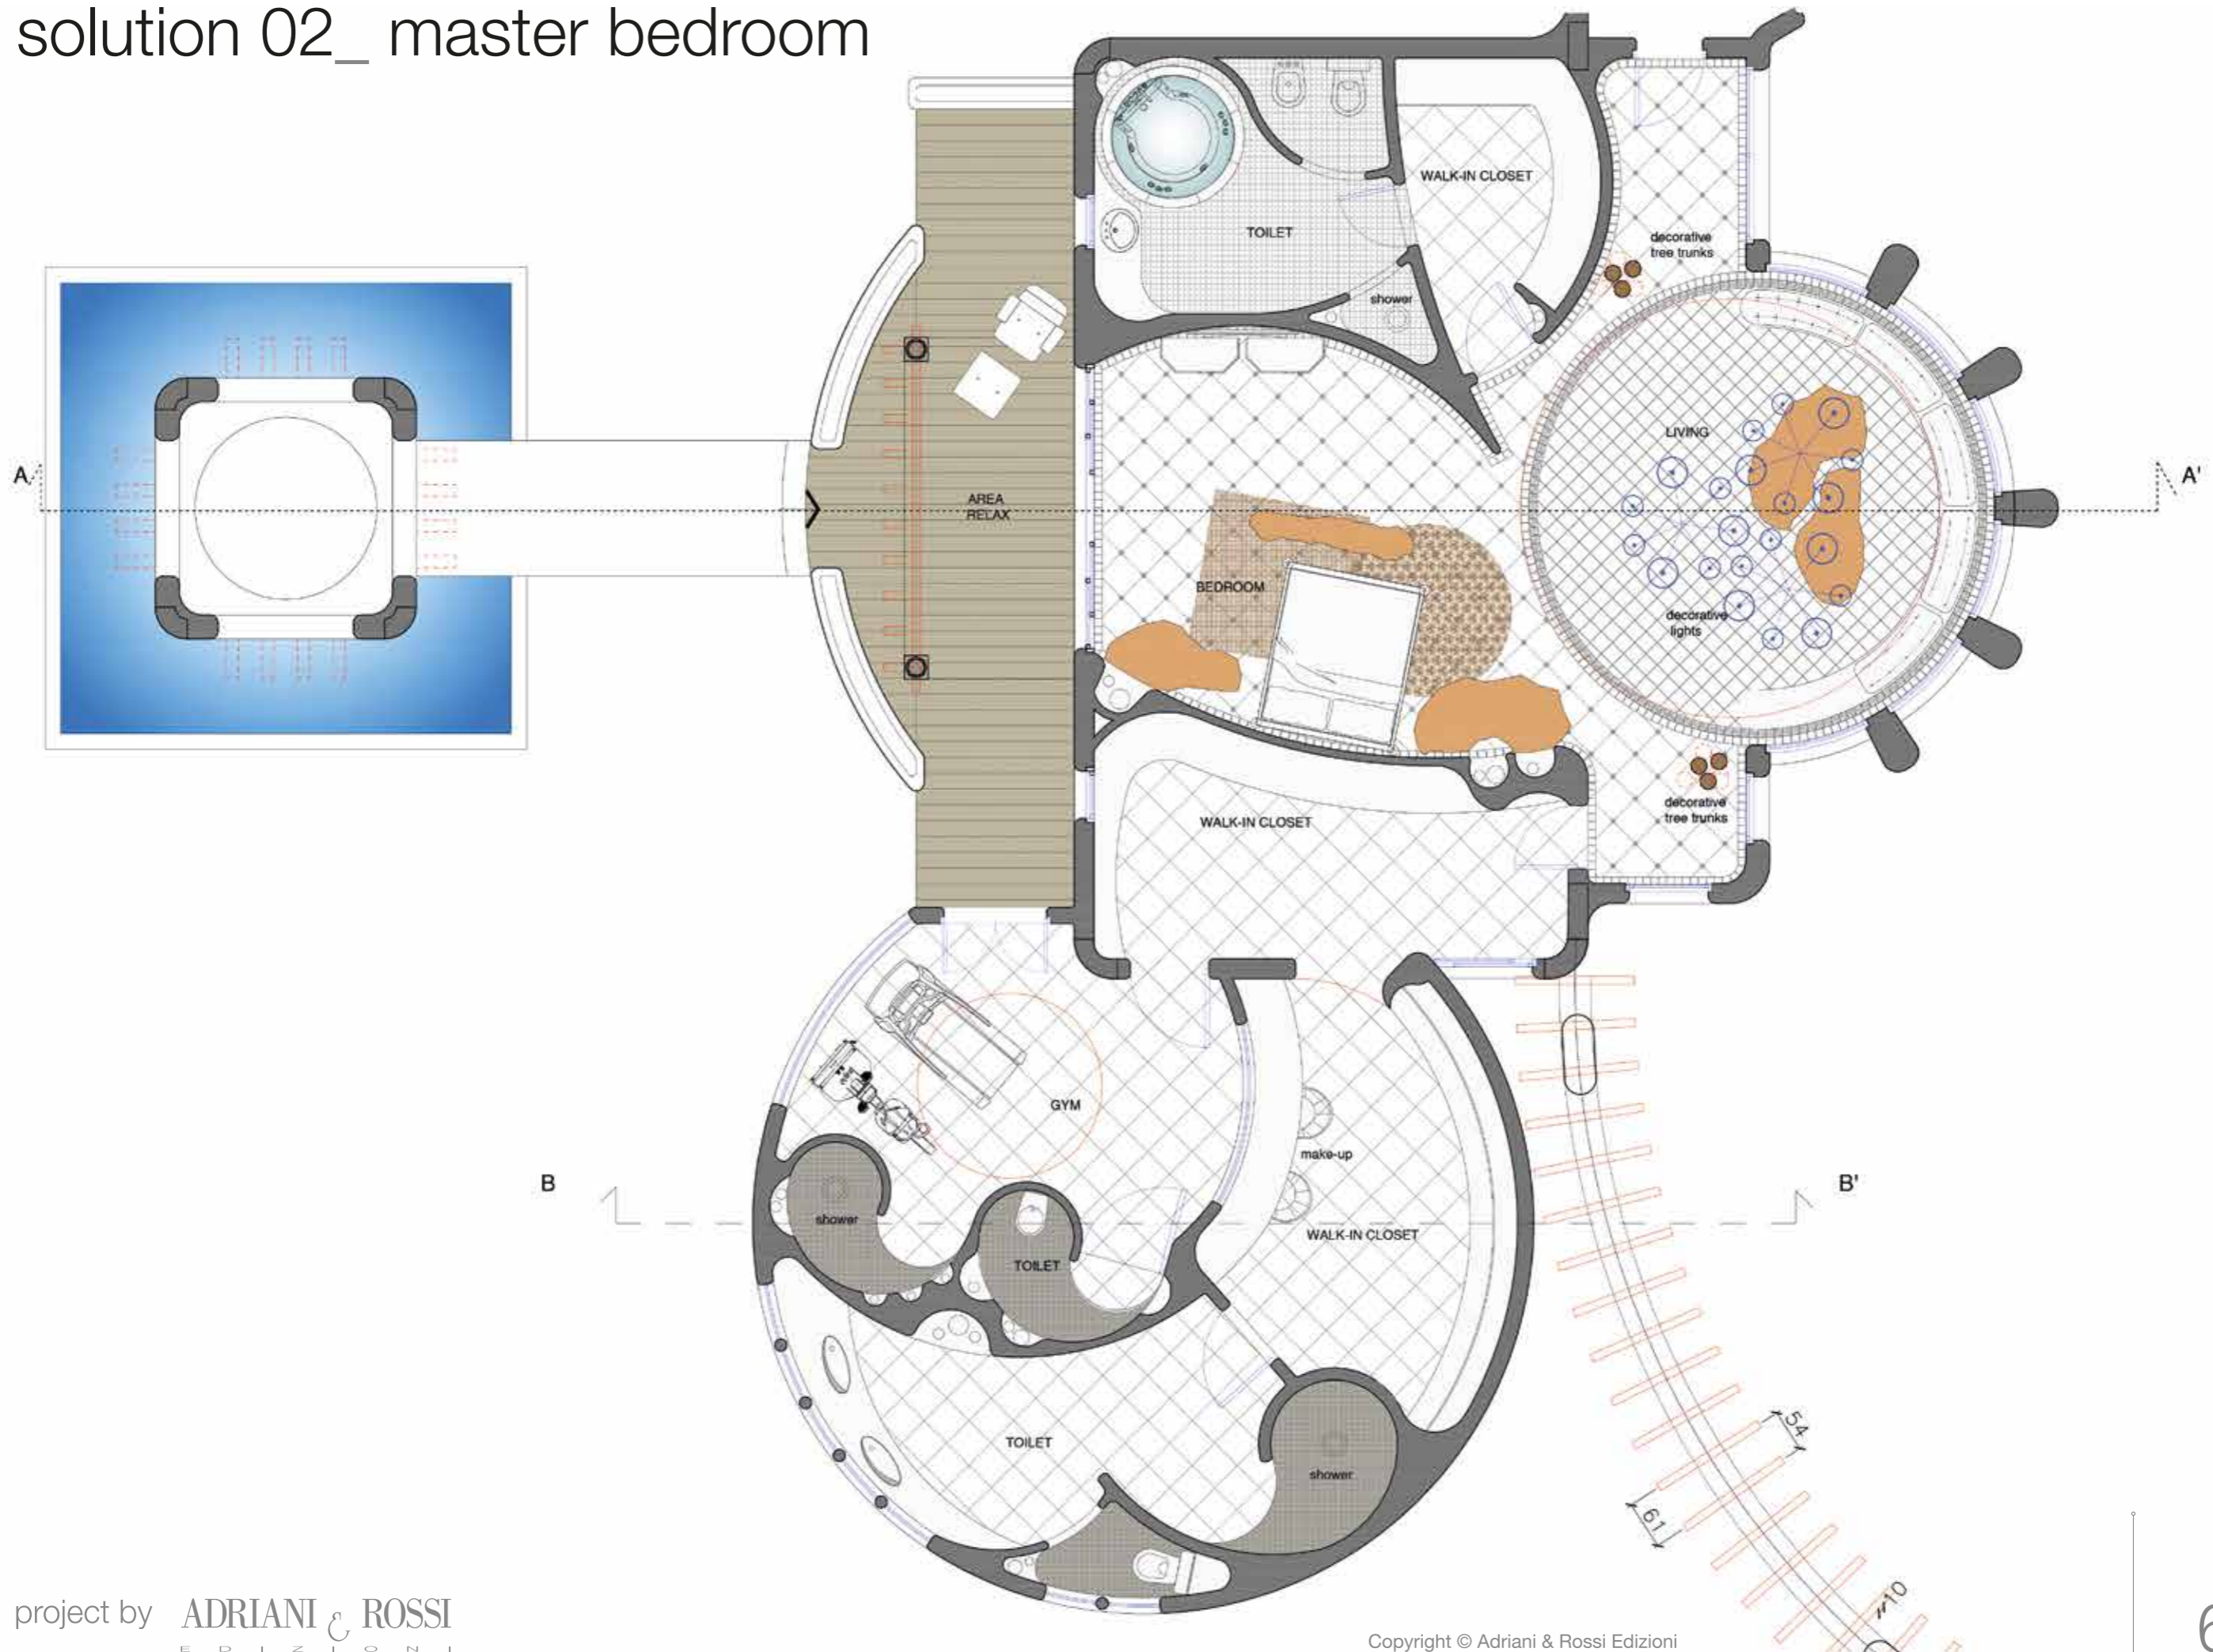 solution 02_ master bedroom
WALK-IN CLOSET
TOILET
decorative
tree trunks
shower
LIVING
A
A'
AREA
RELAX
BEDROOM
decorative
lights
decorative
tree trunks
WALK-IN CLOSET
GYM
make-up
B
B'
shower
WALK-IN CLOSET
TOILET
54
TOILET
shower
61
10
project by ADRIANI & ROSSI
EDIZIONI
Copyright © Adriani & Rossi Edizioni
6